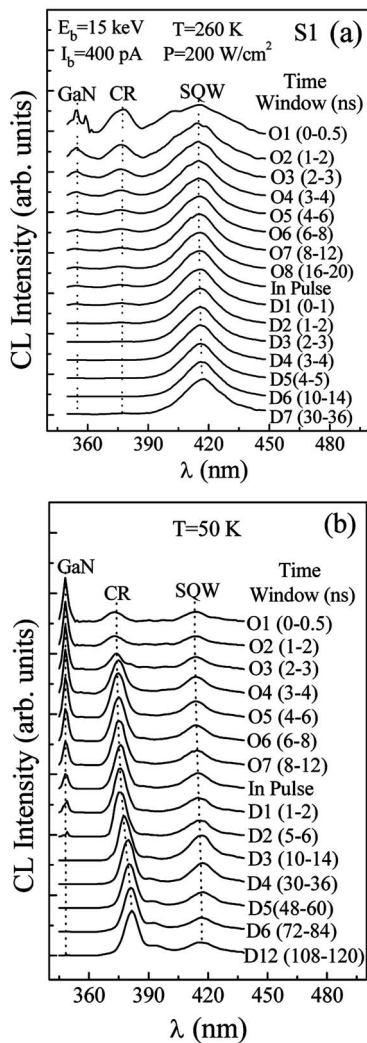 E_b=15 keV T=260 K S1 (a)
I_b=400 pA P=200 W/cm²
GaN CR SQW Time
Window (ns)
O1 (0-0.5)
O2 (1-2)
O3 (2-3)
O4 (3-4)
O5 (4-6)
O6 (6-8)
O7 (8-12)
O8 (16-20)
In Pulse
D1 (0-1)
D2 (1-2)
D3 (2-3)
D4 (3-4)
D5(4-5)
D6 (10-14)
D7 (30-36)
CL Intensity (arb. units)
360 390 420 450 480
λ (nm)
(b)
T=50 K
GaN CR SQW Time
Window (ns)
O1 (0-0.5)
O2 (1-2)
O3 (2-3)
O4 (3-4)
O5 (4-6)
O6 (6-8)
O7 (8-12)
In Pulse
D1 (1-2)
D2 (5-6)
D3 (10-14)
D4 (30-36)
D5(48-60)
D6 (72-84)
D12 (108-120)
CL Intensity (arb. units)
360 390 420 450 480
λ (nm)